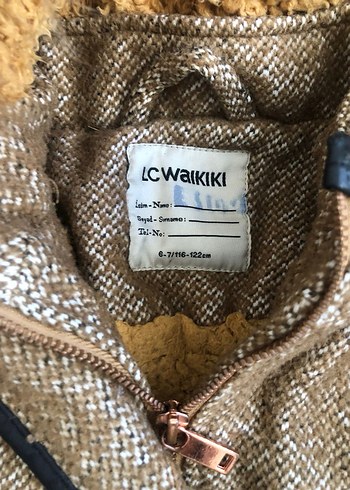 LC WAIKIKI
İsim-Name:
Soyad-Surname:
Tel-No:
6-7/116-122cm